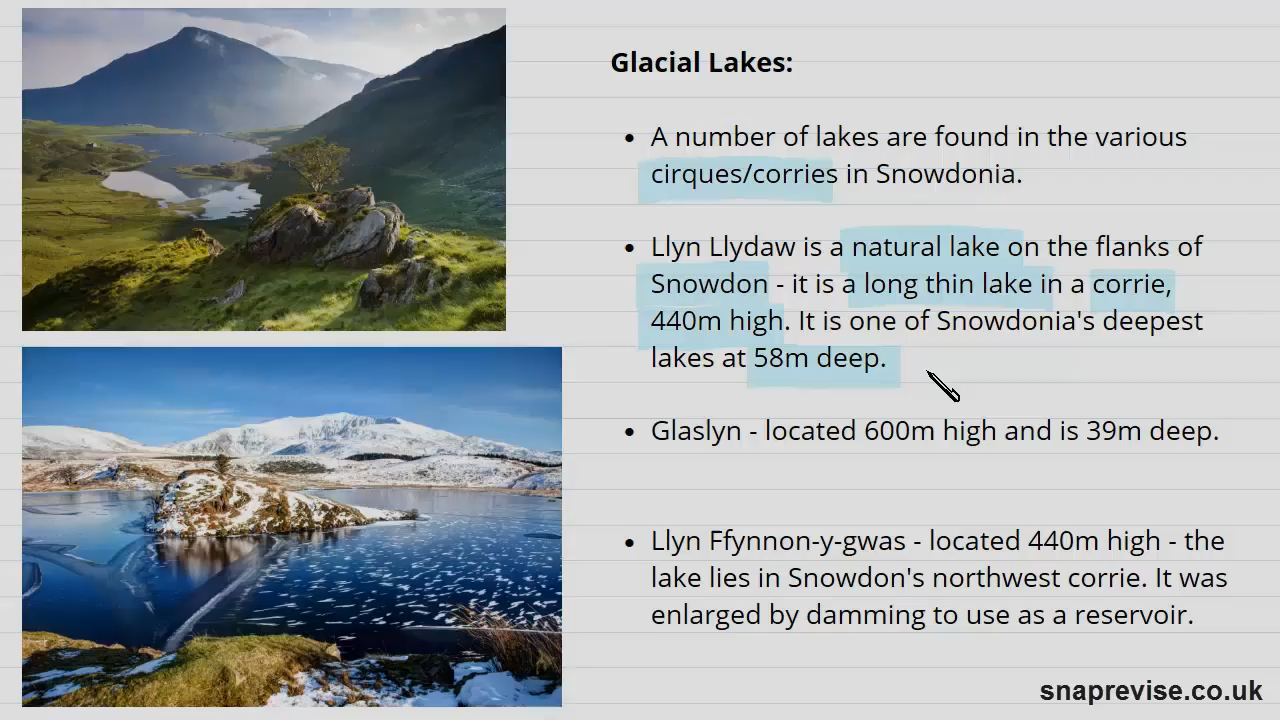 Glacial Lakes:
• A number of lakes are found in the various
cirques/corries in Snowdonia.
• Llyn Llydaw is a natural lake on the flanks of
Snowdon - it is a long thin lake in a corrie,
440m high. It is one of Snowdonia's deepest
lakes at 58m deep.
• Glaslyn - located 600m high and is 39m deep.
• Llyn Ffynnon-y-gwas - located 440m high - the
lake lies in Snowdon's northwest corrie. It was
enlarged by damming to use as a reservoir.
snaprevise.co.uk